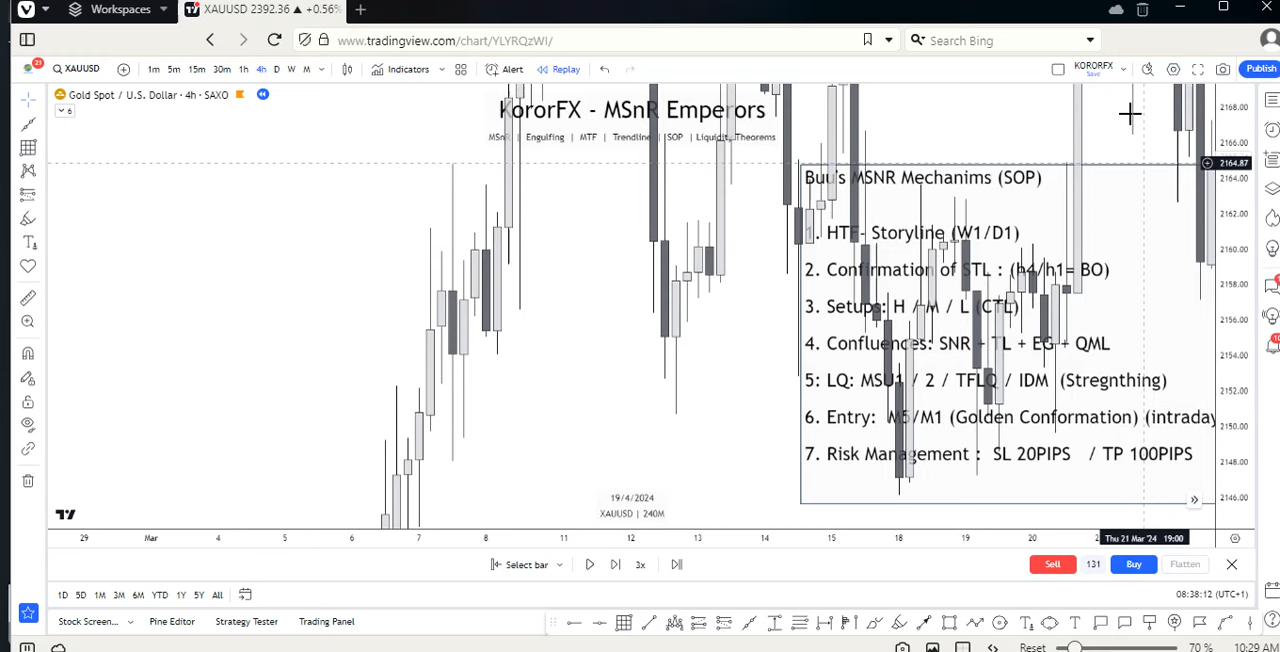 Workspaces
XAUUSD 2392.36 ▲ +0.56%
www.tradingview.com/chart/YLYRQzWI/
Search Bing
21
XAUUSD
1m 5m 15m 30m 1h 4h D W M
Indicators
Alert
Replay
KORORFX
Save
Publish
Gold Spot / U.S. Dollar · 4h · SAXO
6
KororFX - MSnR Emperors
MSnR | Engulfing | MTF | Trendline | SOP | Liquidity Theorems
Buu's MSNR Mechanims (SOP)
1. HTF- Storyline (W1/D1)
2. Confirmation of STL : (h4/h1= BO)
3. Setups: H / M / L (CTL)
4. Confluences: SNR + TL + EG + QML
5: LQ: MSU1 / 2 / TFLQ / IDM (Stregnthing)
6. Entry: M5/M1 (Golden Conformation) (intraday
7. Risk Management : SL 20PIPS / TP 100PIPS
2168.00
2166.00
2164.87
2164.00
2162.00
2160.00
2158.00
2156.00
2154.00
2152.00
2150.00
2148.00
2146.00
19/4/2024
XAUUSD | 240M
29 Mar 4 5 6 7 8 11 12 13 14 15 18 19 20
Thu 21 Mar '24 19:00
Select bar
3x
Sell 131 Buy Flatten
1D 5D 1M 3M 6M YTD 1Y 5Y All
08:38:12 (UTC+1)
Stock Screen... Pine Editor Strategy Tester Trading Panel
Reset
70 %
10:29 AM